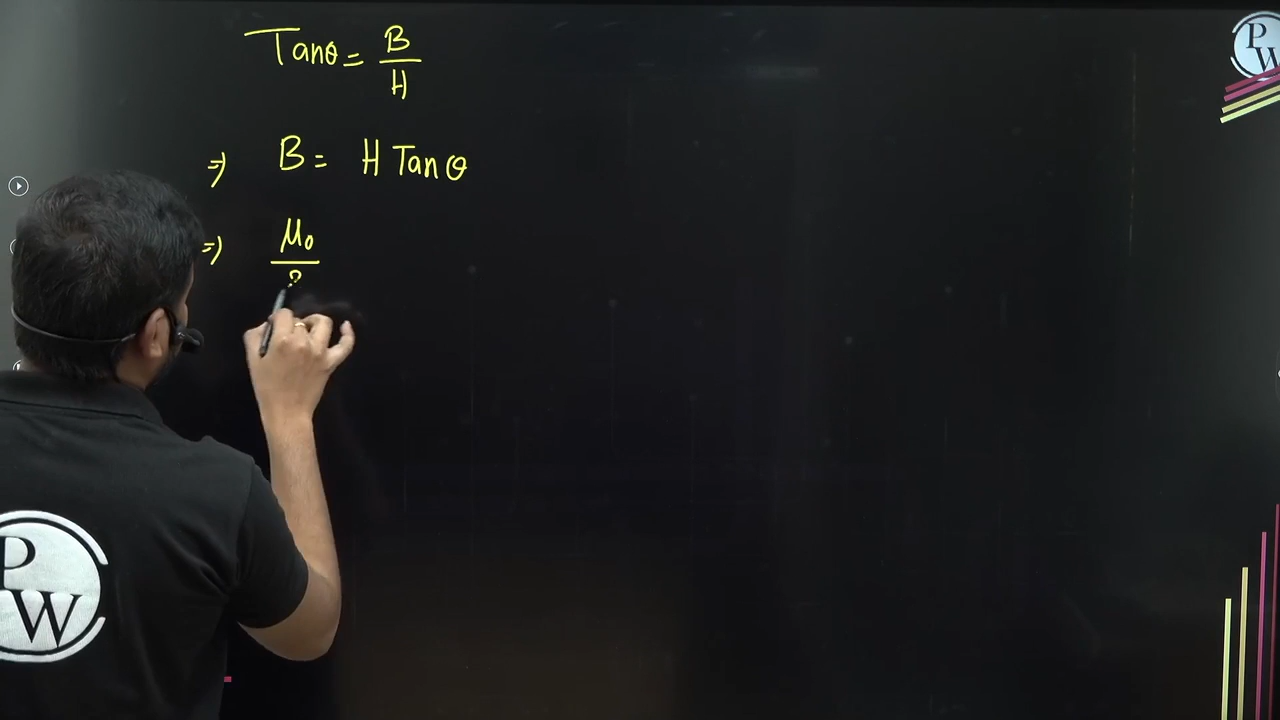 Tanθ = B/H
⇒ B = H Tanθ
⇒ μ₀/
PW
PW